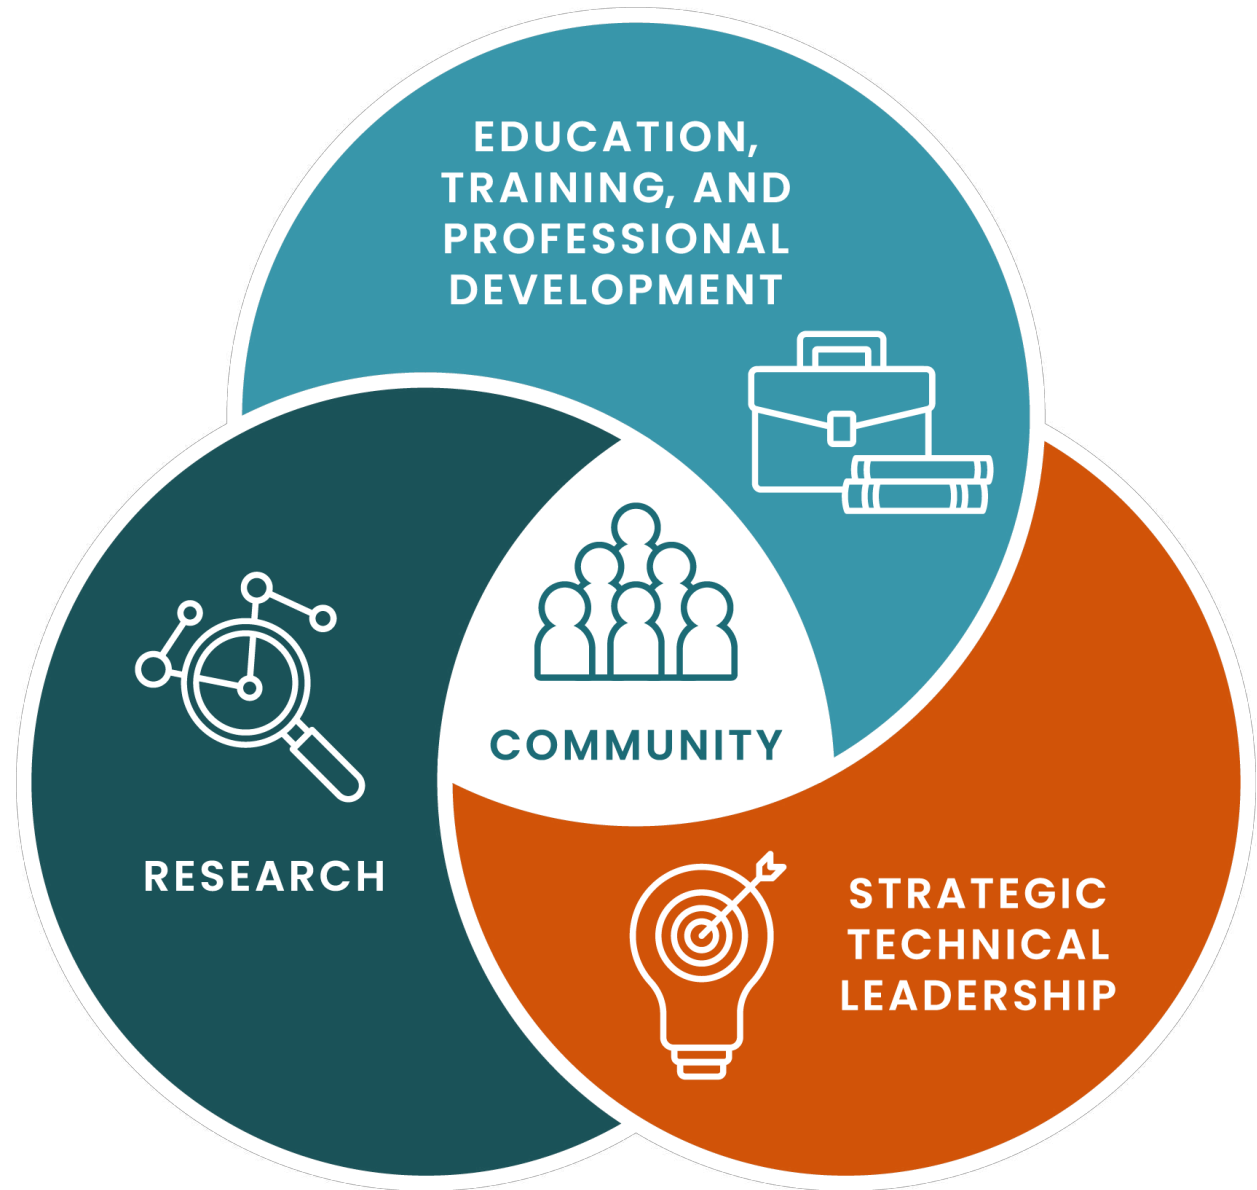 EDUCATION,
TRAINING, AND
PROFESSIONAL
DEVELOPMENT
COMMUNITY
RESEARCH
STRATEGIC
TECHNICAL
LEADERSHIP